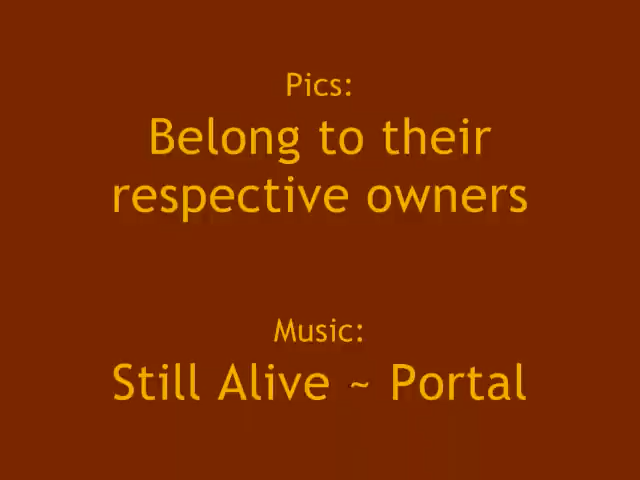 Pics:
Belong to their
respective owners
Music:
Still Alive ~ Portal